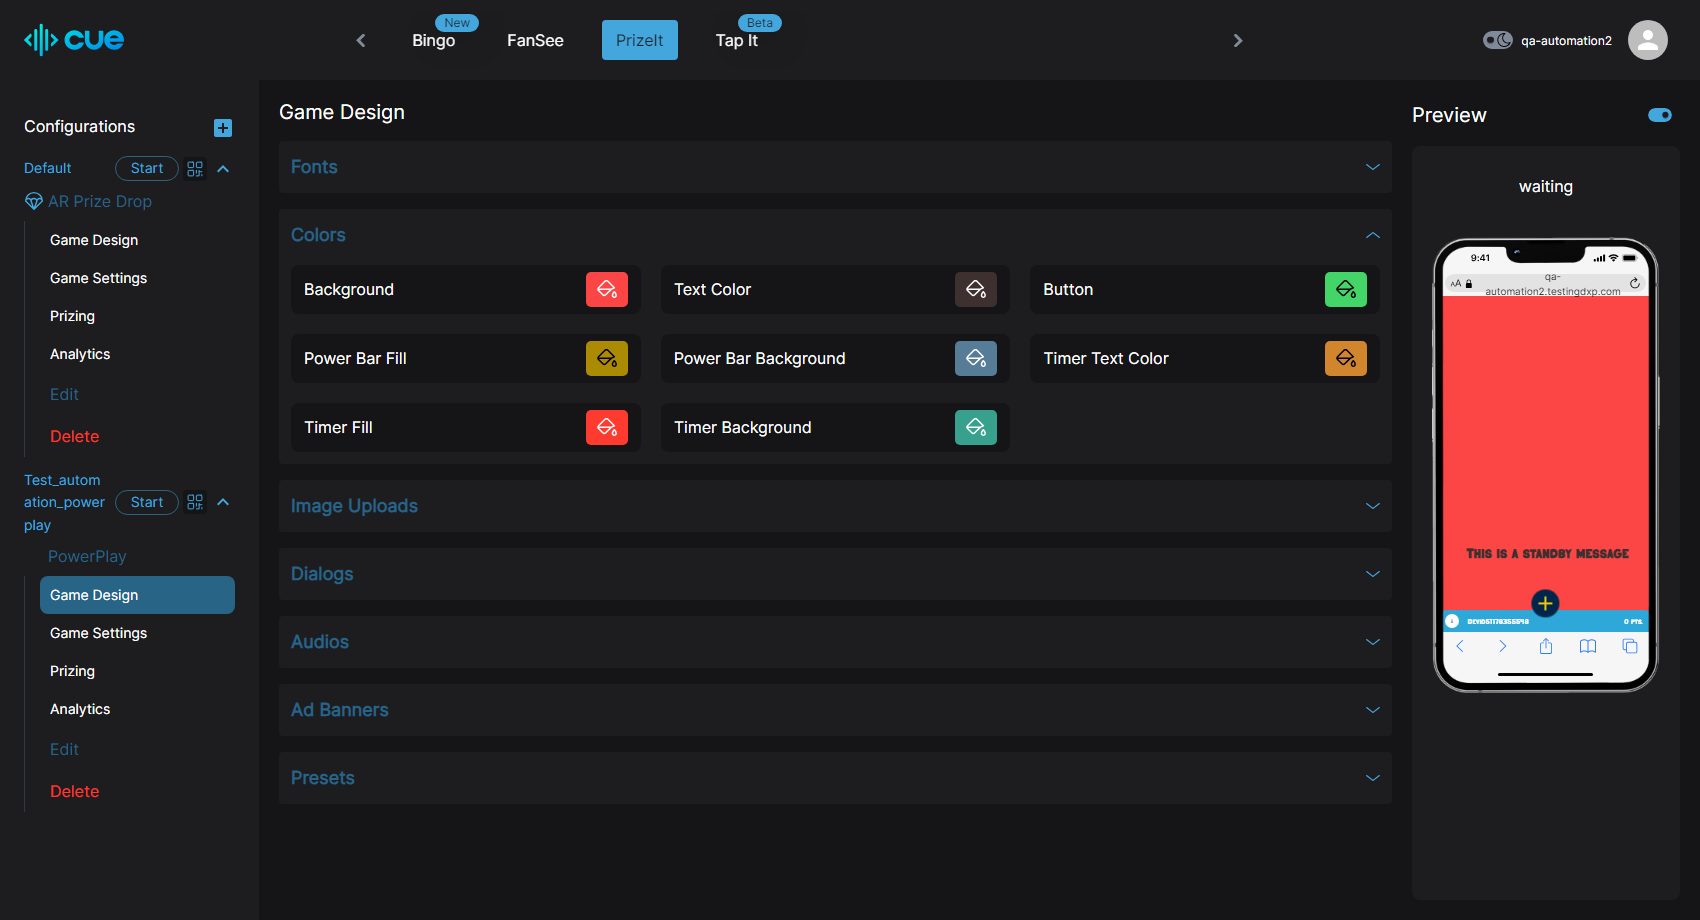 cue
New
Bingo
FanSee
PrizeIt
Beta
Tap It
qa-automation2
Configurations
Default
Start
AR Prize Drop
Game Design
Game Settings
Prizing
Analytics
Edit
Delete
Test_autom
ation_power
play
Start
PowerPlay
Game Design
Game Settings
Prizing
Analytics
Edit
Delete
Game Design
Fonts
Colors
Background
Text Color
Button
Power Bar Fill
Power Bar Background
Timer Text Color
Timer Fill
Timer Background
Image Uploads
Dialogs
Audios
Ad Banners
Presets
Preview
waiting
9:41
AA
qa-
automation2.testingdxp.com
This is a standby message
0 Pts.